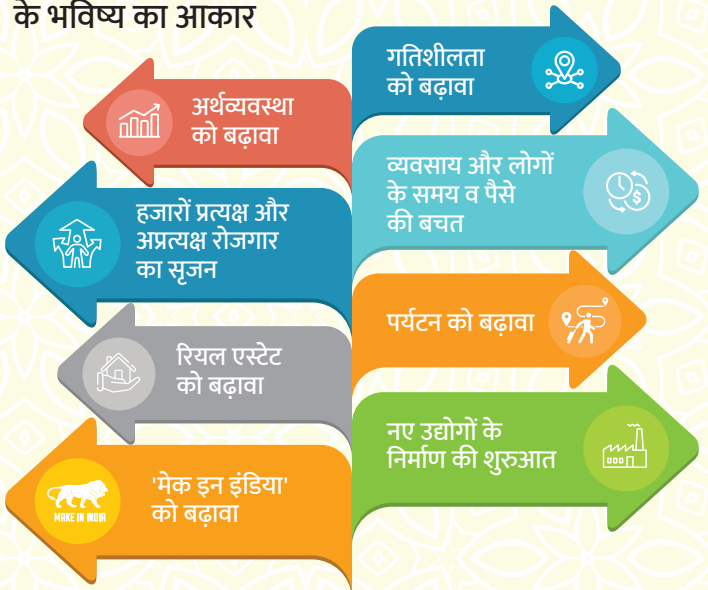 के भविष्य का आकार
गतिशीलता
को बढ़ावा
अर्थव्यवस्था
को बढ़ावा
व्यवसाय और लोगों
के समय व पैसे
की बचत
हजारों प्रत्यक्ष और
अप्रत्यक्ष रोजगार
का सृजन
पर्यटन को बढ़ावा
रियल एस्टेट
को बढ़ावा
नए उद्योगों के
निर्माण की शुरुआत
'मेक इन इंडिया'
को बढ़ावा
MAKE IN INDIA